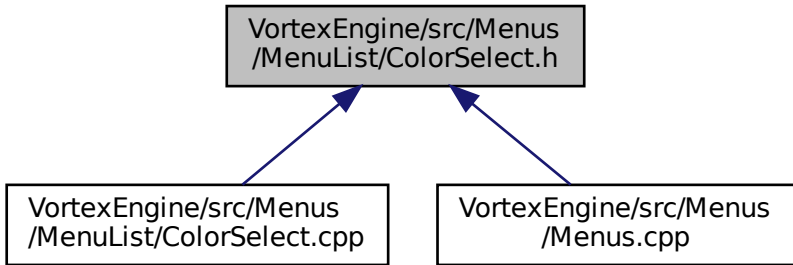 VortexEngine/src/Menus
/MenuList/ColorSelect.h
VortexEngine/src/Menus
/MenuList/ColorSelect.cpp
VortexEngine/src/Menus
/Menus.cpp